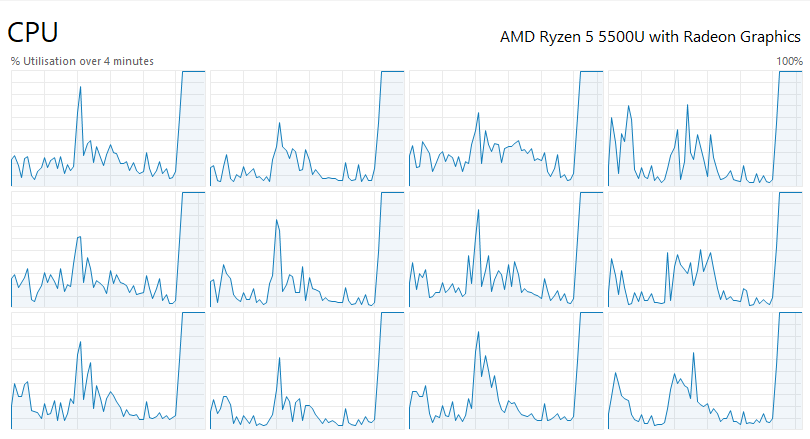 CPU
AMD Ryzen 5 5500U with Radeon Graphics
% Utilisation over 4 minutes
100%